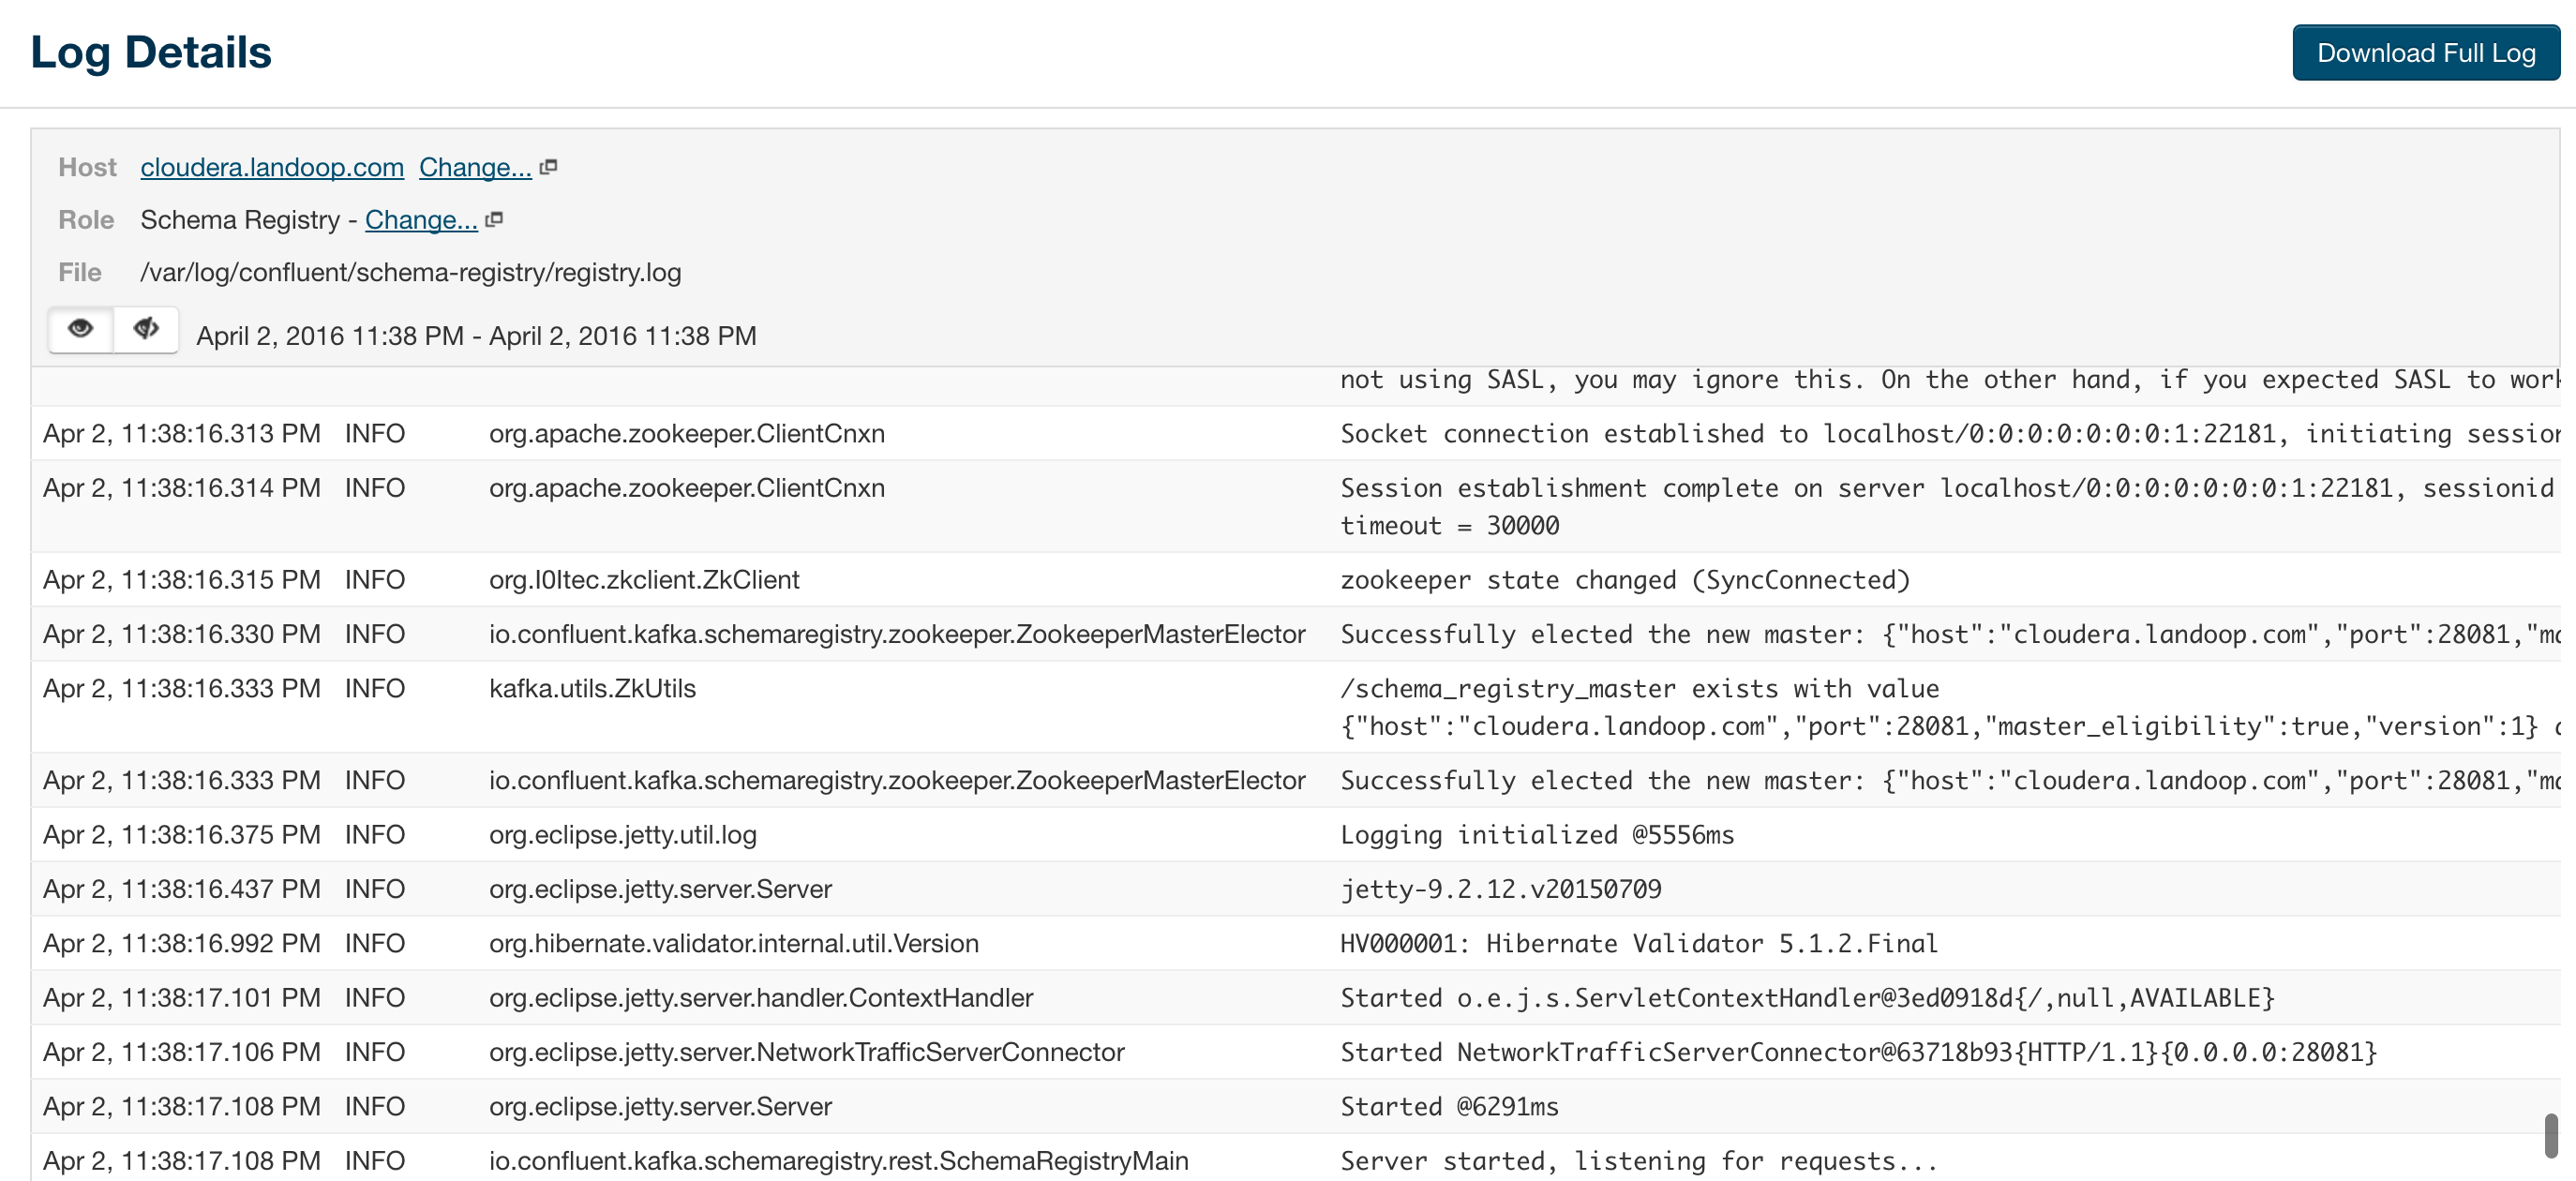 Log Details
Download Full Log
Host cloudera.landoop.com Change...
Role Schema Registry - Change...
File /var/log/confluent/schema-registry/registry.log
April 2, 2016 11:38 PM - April 2, 2016 11:38 PM
not using SASL, you may ignore this. On the other hand, if you expected SASL to work
Apr 2, 11:38:16.313 PM INFO org.apache.zookeeper.ClientCnxn Socket connection established to localhost/0:0:0:0:0:0:0:1:22181, initiating session
Apr 2, 11:38:16.314 PM INFO org.apache.zookeeper.ClientCnxn Session establishment complete on server localhost/0:0:0:0:0:0:0:1:22181, sessionid
timeout = 30000
Apr 2, 11:38:16.315 PM INFO org.I0Itec.zkclient.ZkClient zookeeper state changed (SyncConnected)
Apr 2, 11:38:16.330 PM INFO io.confluent.kafka.schemaregistry.zookeeper.ZookeeperMasterElector Successfully elected the new master: {"host":"cloudera.landoop.com","port":28081,"
Apr 2, 11:38:16.333 PM INFO kafka.utils.ZkUtils /schema_registry_master exists with value
{"host":"cloudera.landoop.com","port":28081,"master_eligibility":true,"version":1}
Apr 2, 11:38:16.333 PM INFO io.confluent.kafka.schemaregistry.zookeeper.ZookeeperMasterElector Successfully elected the new master: {"host":"cloudera.landoop.com","port":28081,"
Apr 2, 11:38:16.375 PM INFO org.eclipse.jetty.util.log Logging initialized @5556ms
Apr 2, 11:38:16.437 PM INFO org.eclipse.jetty.server.Server jetty-9.2.12.v20150709
Apr 2, 11:38:16.992 PM INFO org.hibernate.validator.internal.util.Version HV000001: Hibernate Validator 5.1.2.Final
Apr 2, 11:38:17.101 PM INFO org.eclipse.jetty.server.handler.ContextHandler Started o.e.j.s.ServletContextHandler@3ed0918d{/,null,AVAILABLE}
Apr 2, 11:38:17.106 PM INFO org.eclipse.jetty.server.NetworkTrafficServerConnector Started NetworkTrafficServerConnector@63718b93{HTTP/1.1}{0.0.0.0:28081}
Apr 2, 11:38:17.108 PM INFO org.eclipse.jetty.server.Server Started @6291ms
Apr 2, 11:38:17.108 PM INFO io.confluent.kafka.schemaregistry.rest.SchemaRegistryMain Server started, listening for requests...